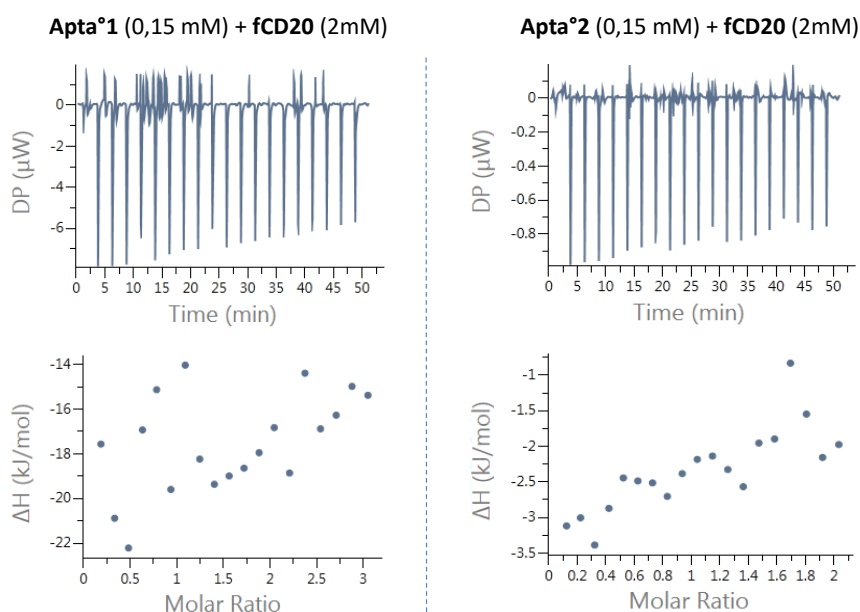 Apta°1 (0,15 mM) + fCD20 (2mM)
Apta°2 (0,15 mM) + fCD20 (2mM)
DP (µW)
0
-2
-4
-6
0 5 10 15 20 25 30 35 40 45 50
Time (min)
DP (µW)
0.2
0
-0.2
-0.4
-0.6
-0.8
0 5 10 15 20 25 30 35 40 45 50
Time (min)
ΔH (kJ/mol)
-14
-16
-18
-20
-22
0 0.5 1 1.5 2 2.5 3
Molar Ratio
ΔH (kJ/mol)
-1
-1.5
-2
-2.5
-3
-3.5
0 0.2 0.4 0.6 0.8 1 1.2 1.4 1.6 1.8 2
Molar Ratio